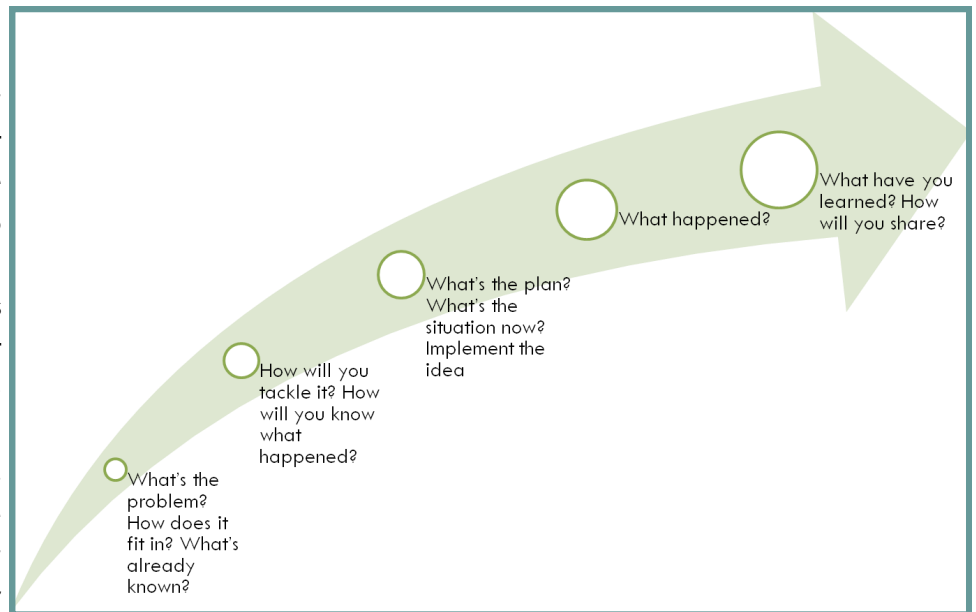 What's the
problem?
How does it
fit in? What's
already
known?
How will you
tackle it? How
will you know
what
happened?
What's the plan?
What's the
situation now?
Implement the
idea
What happened?
What have you
learned? How
will you share?